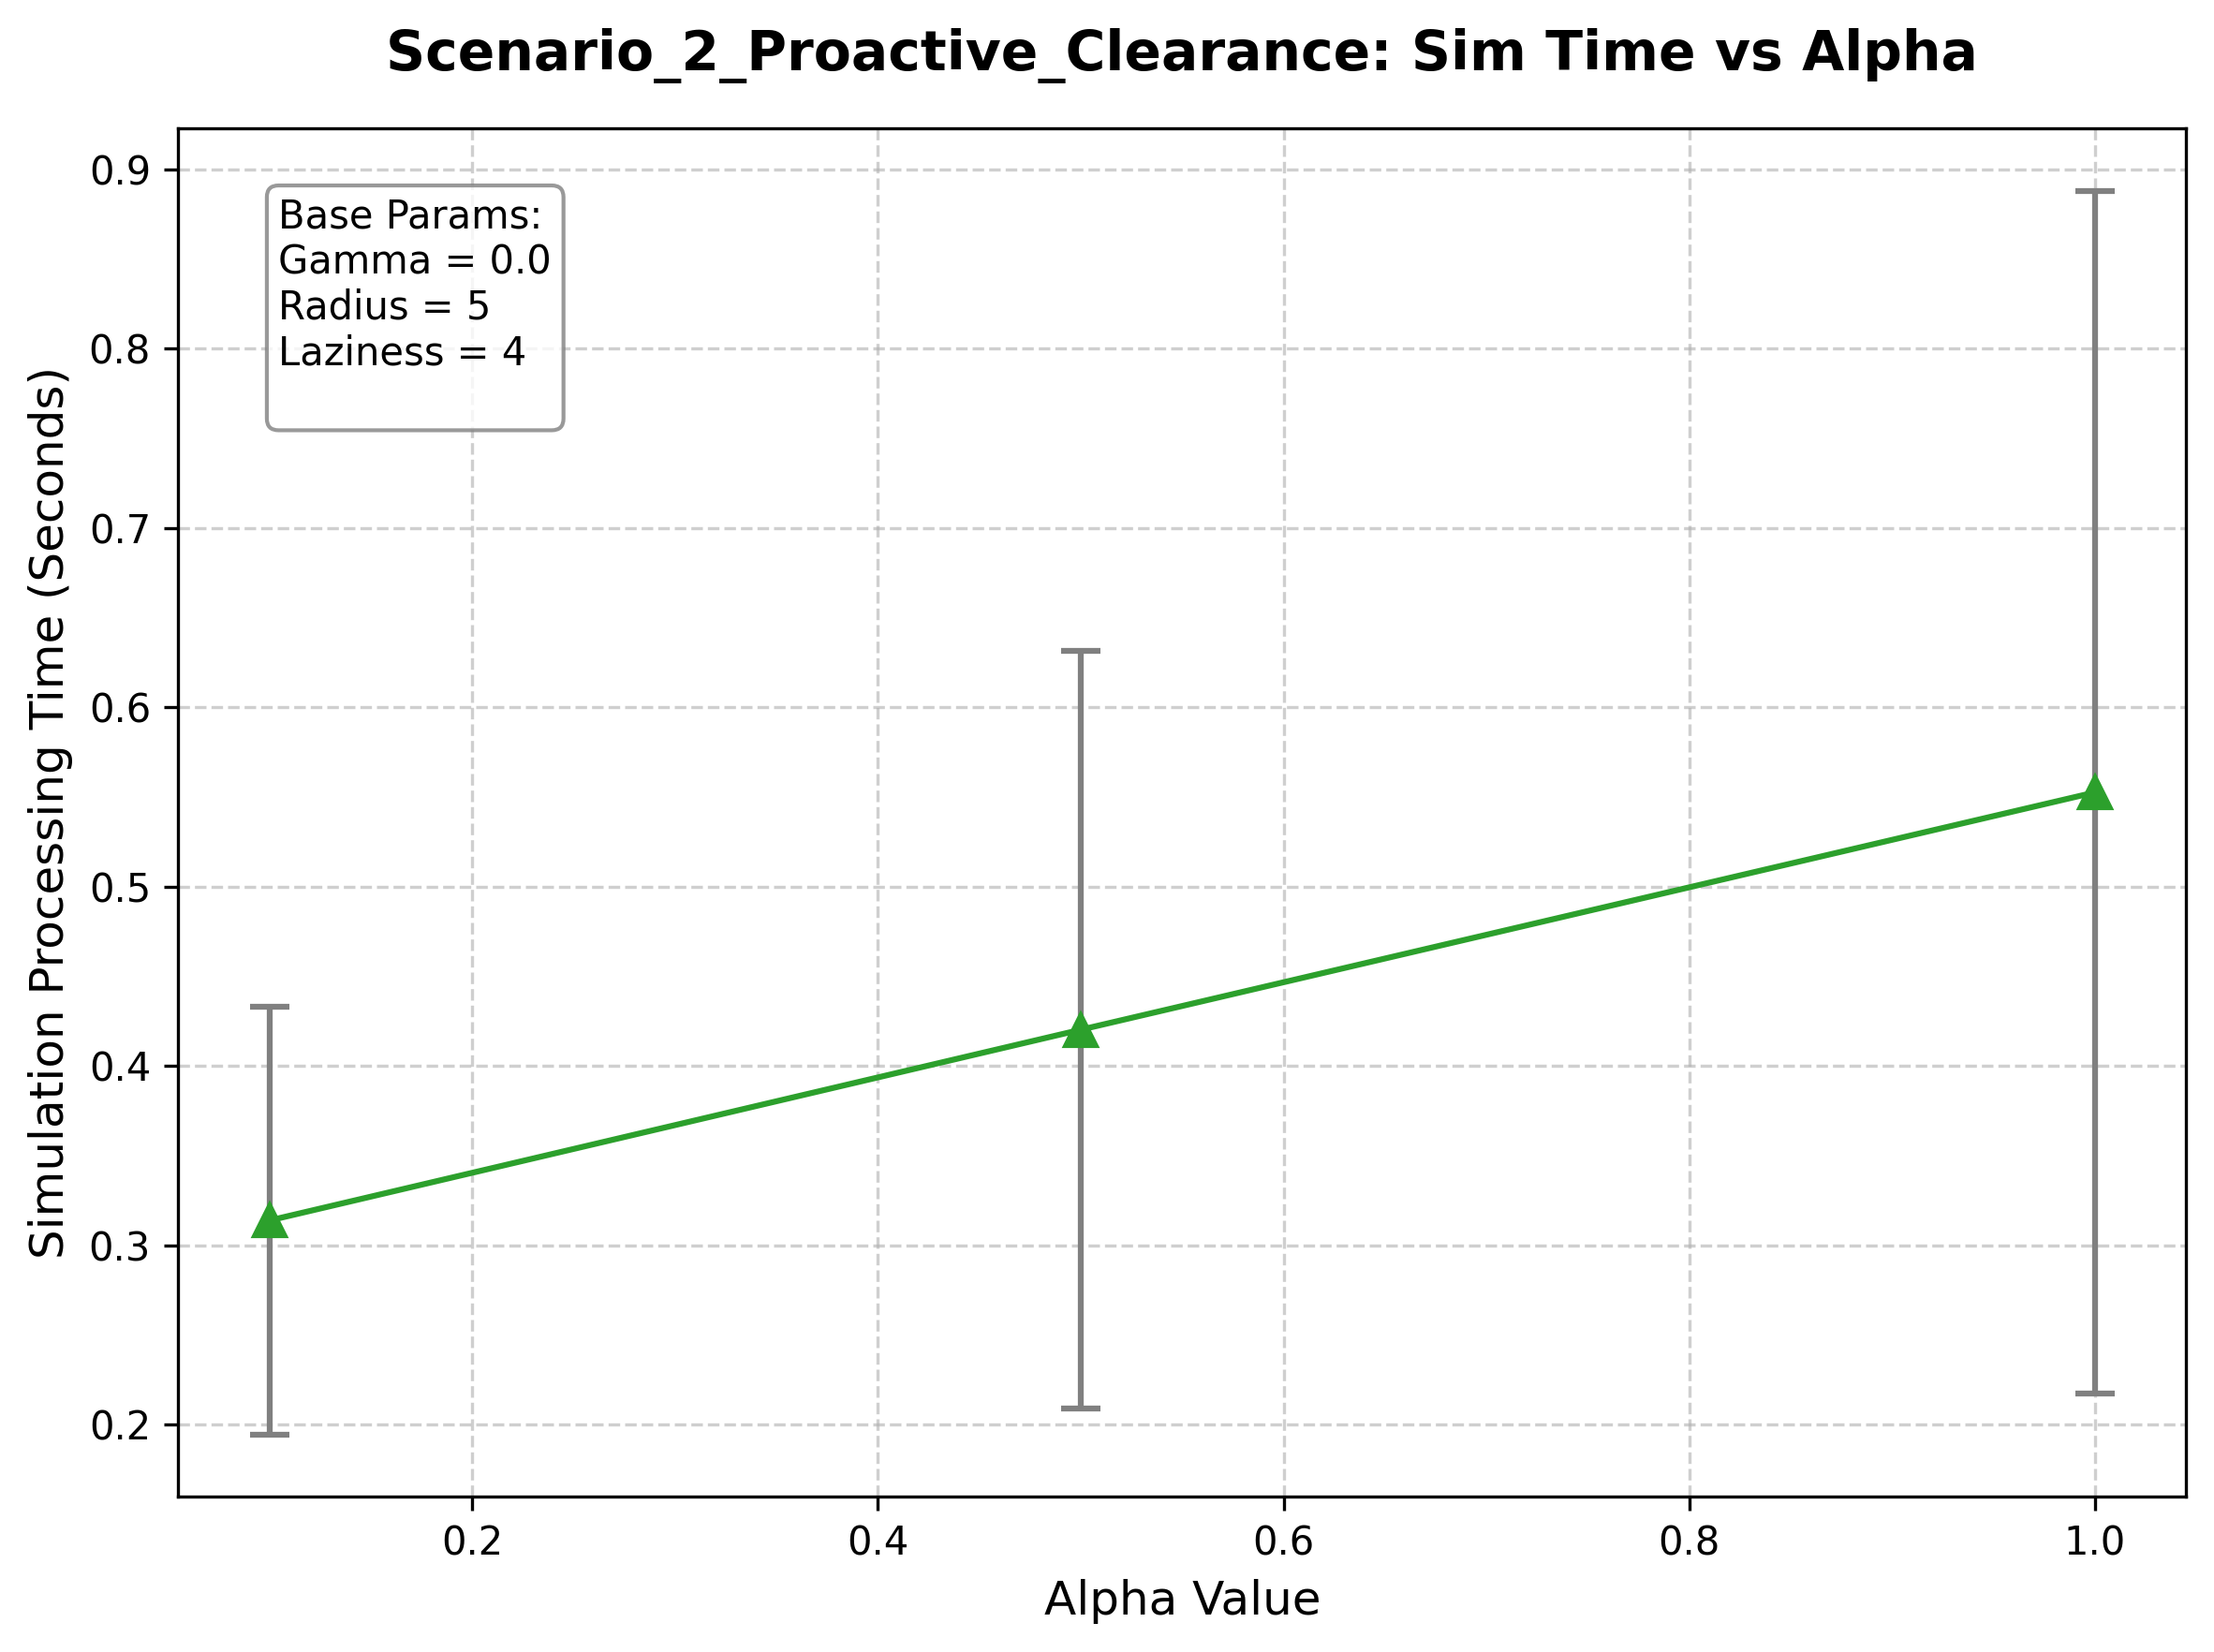 Scenario_2_Proactive_Clearance: Sim Time vs Alpha
Simulation Processing Time (Seconds)
0.9
0.8
0.7
0.6
0.5
0.4
0.3
0.2
Base Params:
Gamma = 0.0
Radius = 5
Laziness = 4
0.2 0.4 0.6 0.8 1.0
Alpha Value